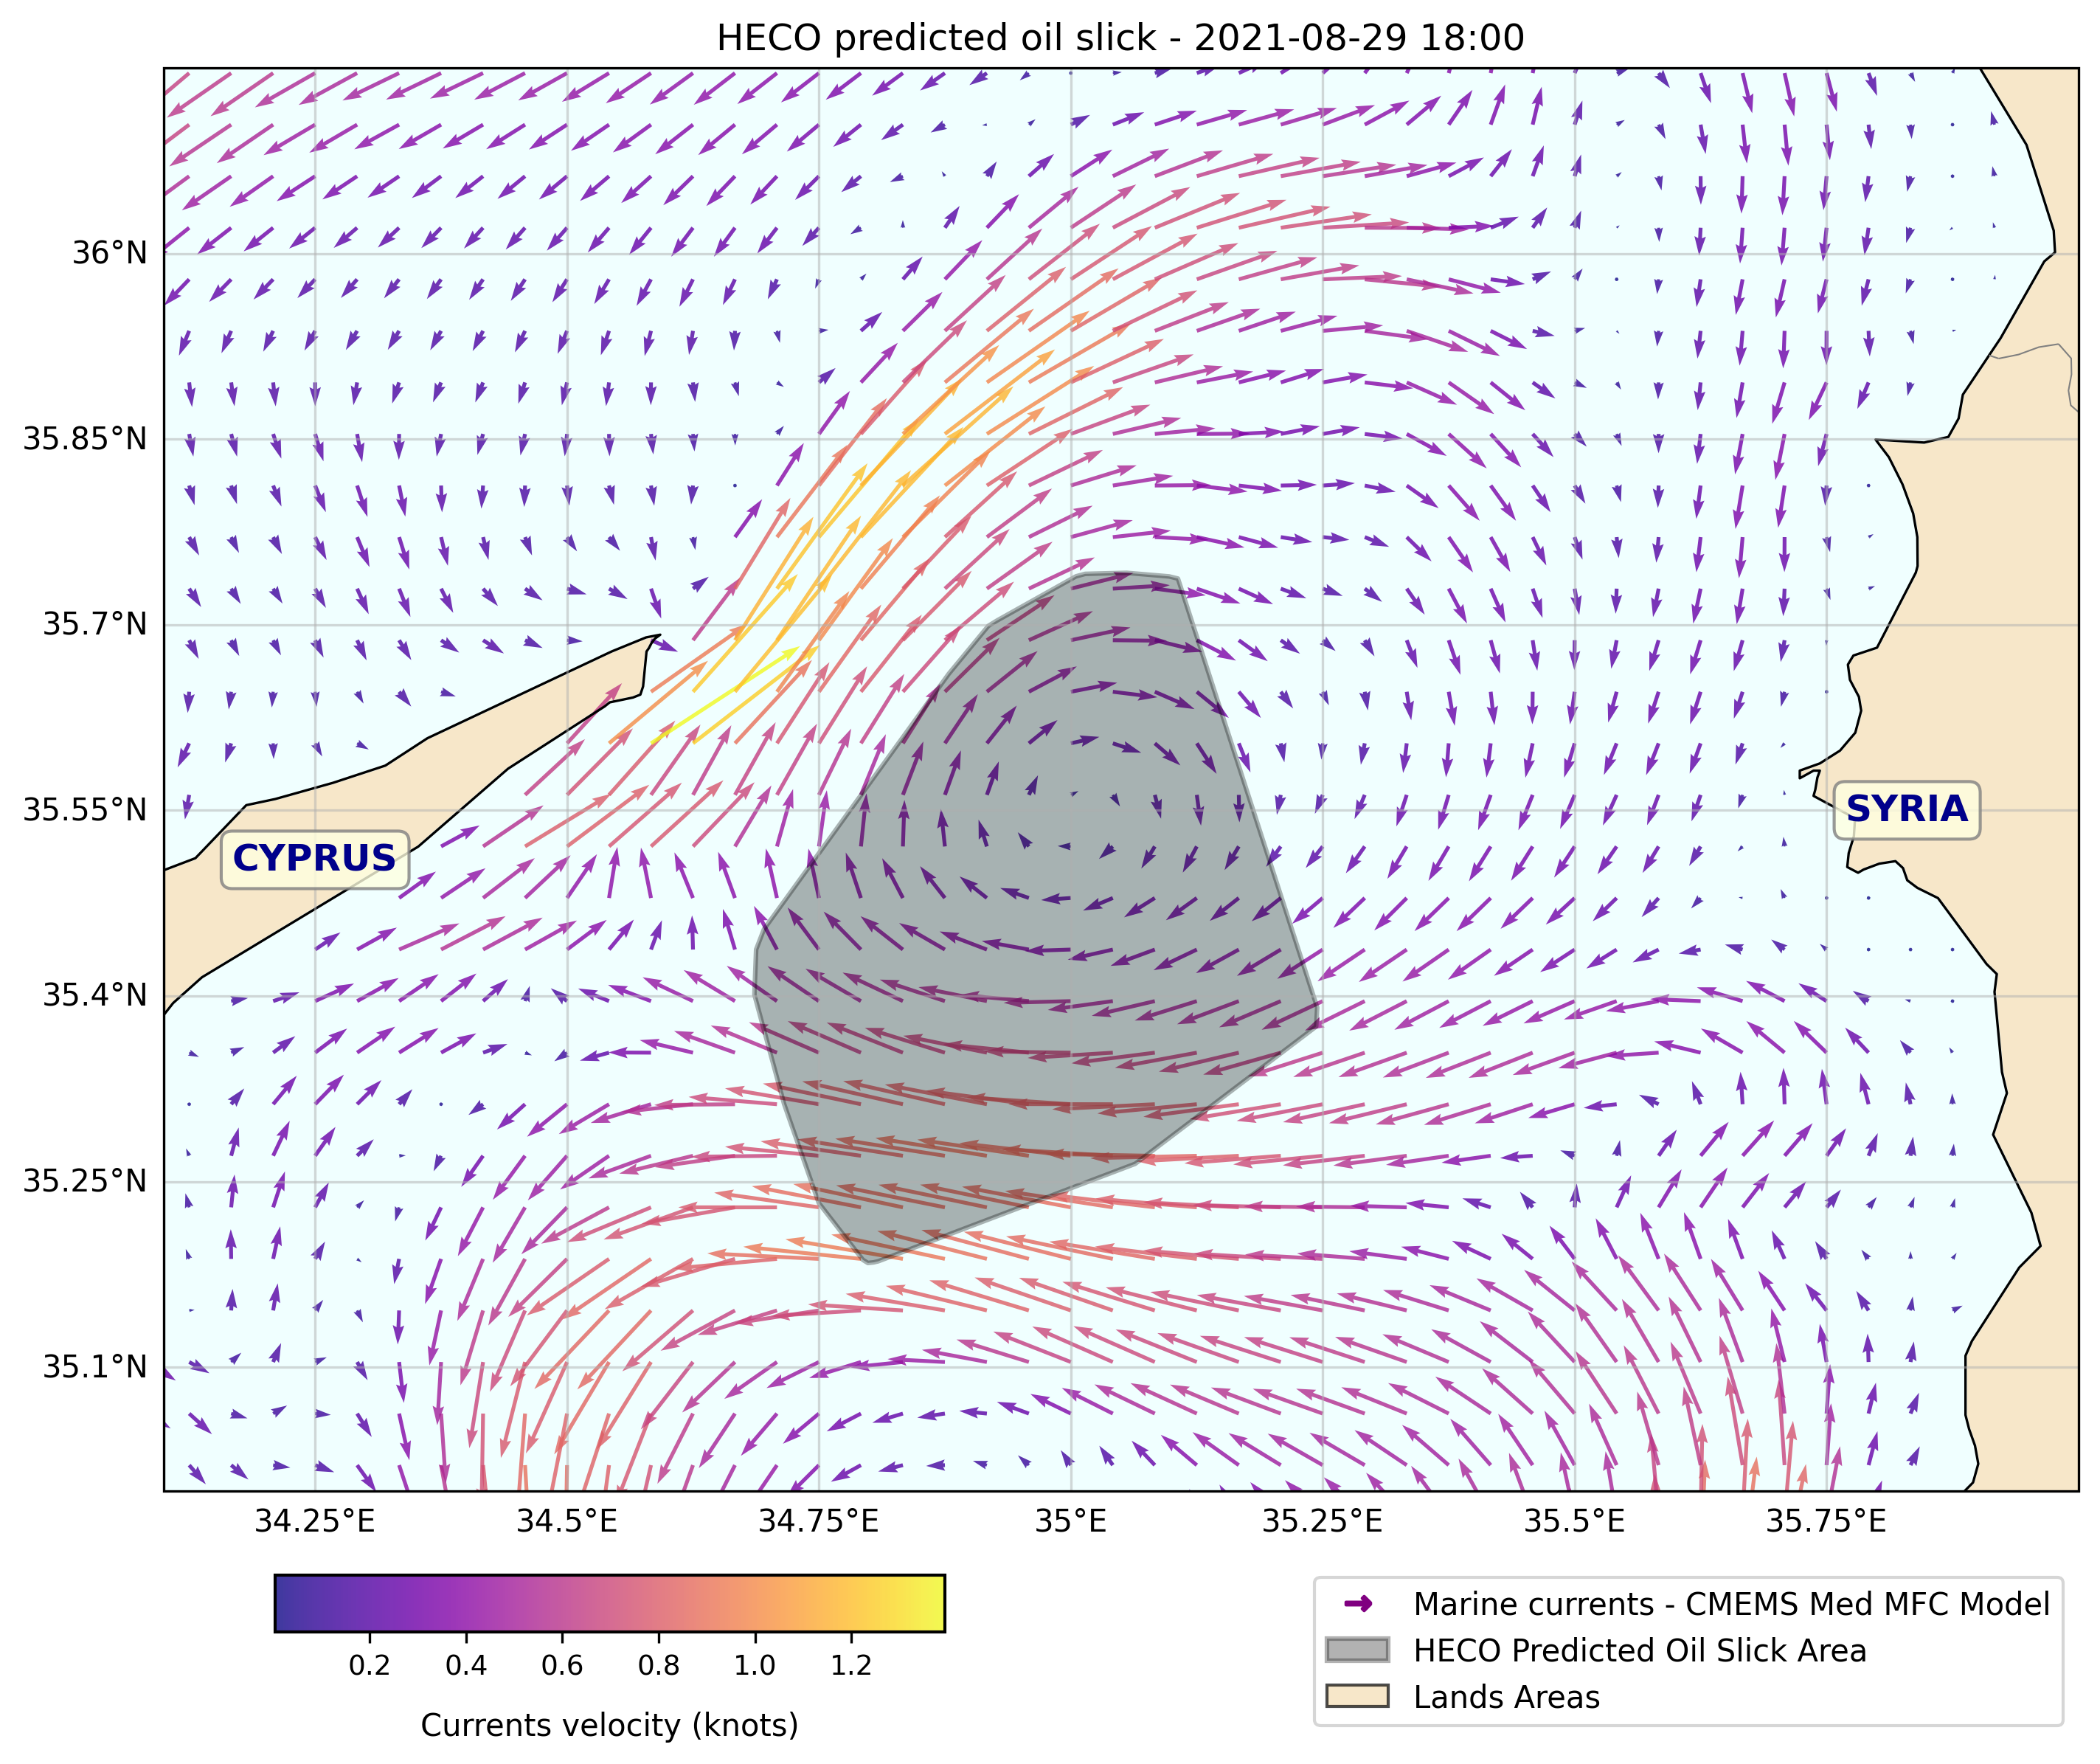 HECO predicted oil slick - 2021-08-29 18:00
36°N
35.85°N
35.7°N
35.55°N
35.4°N
35.25°N
35.1°N
CYPRUS
SYRIA
34.25°E
34.5°E
34.75°E
35°E
35.25°E
35.5°E
35.75°E
0.2
0.4
0.6
0.8
1.0
1.2
Currents velocity (knots)
Marine currents - CMEMS Med MFC Model
HECO Predicted Oil Slick Area
Lands Areas